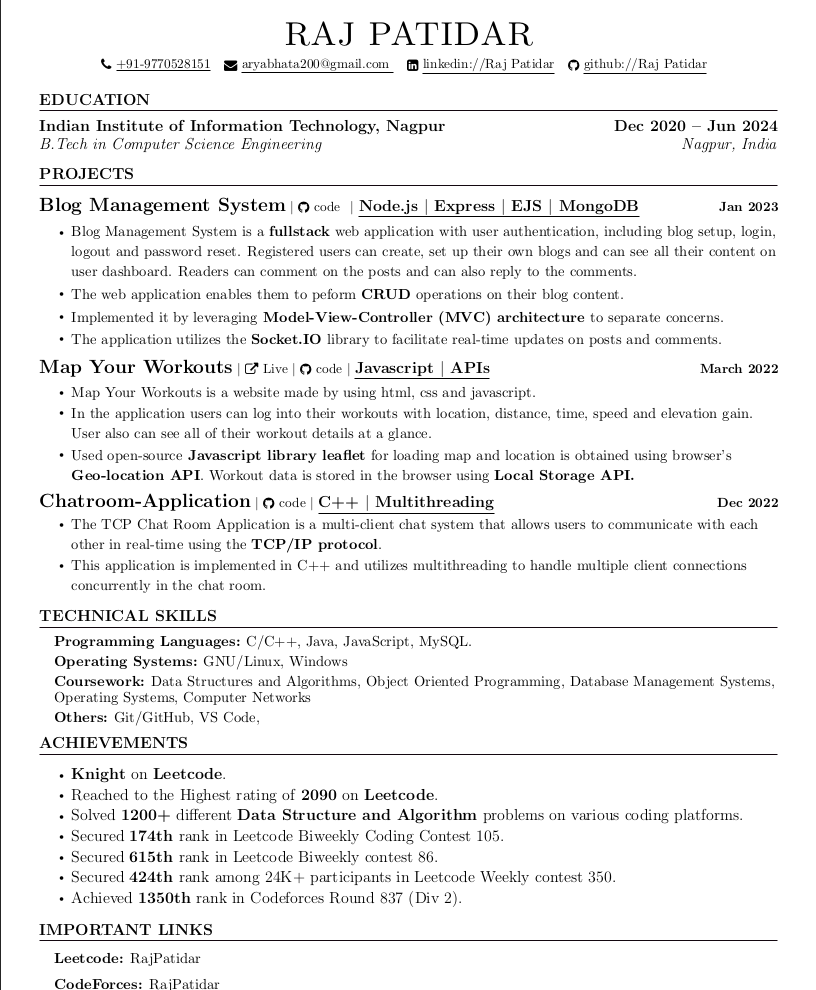 RAJ PATIDAR
+91-9770528151 aryabhata200@gmail.com linkedin://Raj Patidar github://Raj Patidar
EDUCATION
Indian Institute of Information Technology, Nagpur Dec 2020 – Jun 2024
B.Tech in Computer Science Engineering Nagpur, India
PROJECTS
Blog Management System | code | Node.js | Express | EJS | MongoDB Jan 2023
• Blog Management System is a fullstack web application with user authentication, including blog setup, login,
logout and password reset. Registered users can create, set up their own blogs and can see all their content on
user dashboard. Readers can comment on the posts and can also reply to the comments.
• The web application enables them to peform CRUD operations on their blog content.
• Implemented it by leveraging Model-View-Controller (MVC) architecture to separate concerns.
• The application utilizes the Socket.IO library to facilitate real-time updates on posts and comments.
Map Your Workouts | Live | code | Javascript | APIs March 2022
• Map Your Workouts is a website made by using html, css and javascript.
• In the application users can log into their workouts with location, distance, time, speed and elevation gain.
User also can see all of their workout details at a glance.
• Used open-source Javascript library leaflet for loading map and location is obtained using browser's
Geo-location API. Workout data is stored in the browser using Local Storage API.
Chatroom-Application | code | C++ | Multithreading Dec 2022
• The TCP Chat Room Application is a multi-client chat system that allows users to communicate with each
other in real-time using the TCP/IP protocol.
• This application is implemented in C++ and utilizes multithreading to handle multiple client connections
concurrently in the chat room.
TECHNICAL SKILLS
Programming Languages: C/C++, Java, JavaScript, MySQL.
Operating Systems: GNU/Linux, Windows
Coursework: Data Structures and Algorithms, Object Oriented Programming, Database Management Systems,
Operating Systems, Computer Networks
Others: Git/GitHub, VS Code,
ACHIEVEMENTS
• Knight on Leetcode.
• Reached to the Highest rating of 2090 on Leetcode.
• Solved 1200+ different Data Structure and Algorithm problems on various coding platforms.
• Secured 174th rank in Leetcode Biweekly Coding Contest 105.
• Secured 615th rank in Leetcode Biweekly contest 86.
• Secured 424th rank among 24K+ participants in Leetcode Weekly contest 350.
• Achieved 1350th rank in Codeforces Round 837 (Div 2).
IMPORTANT LINKS
Leetcode: RajPatidar
CodeForces: RajPatidar